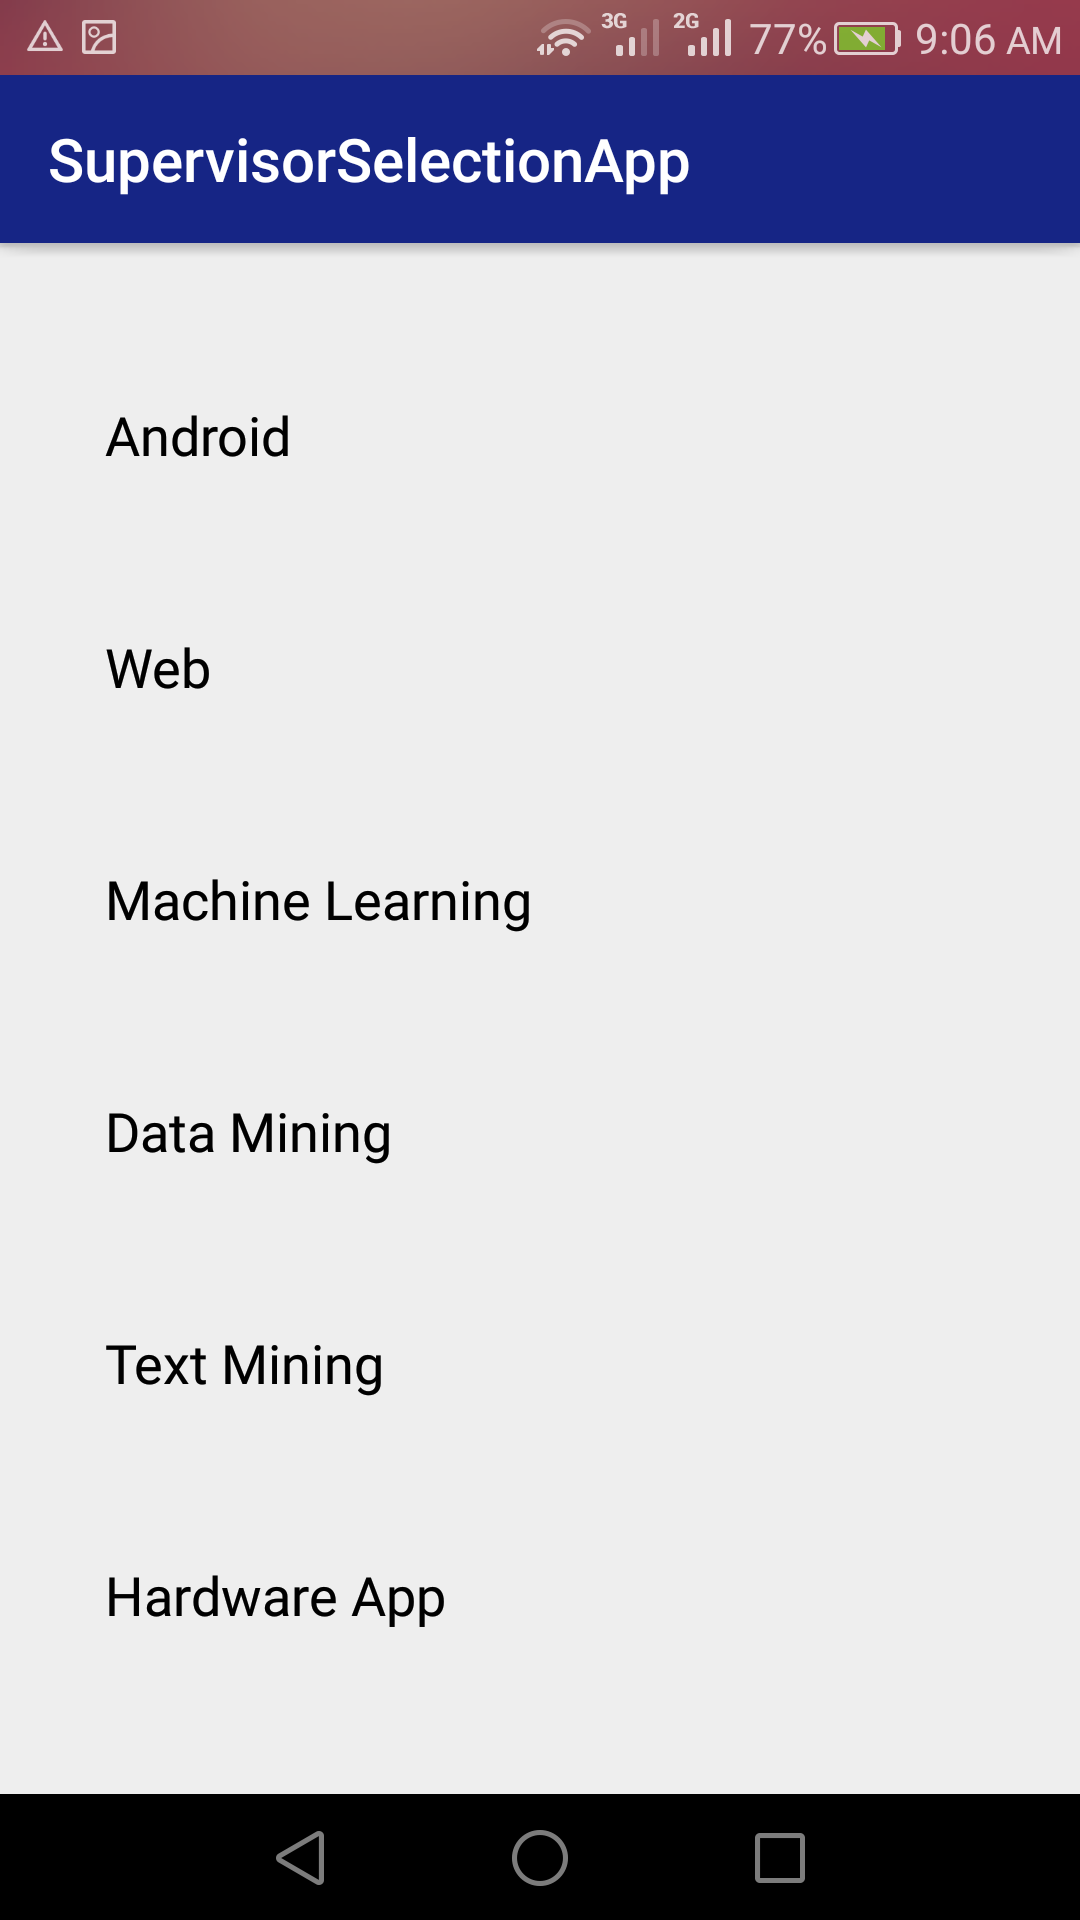 3G 2G 77% 9:06 AM
SupervisorSelectionApp
Android
Web
Machine Learning
Data Mining
Text Mining
Hardware App